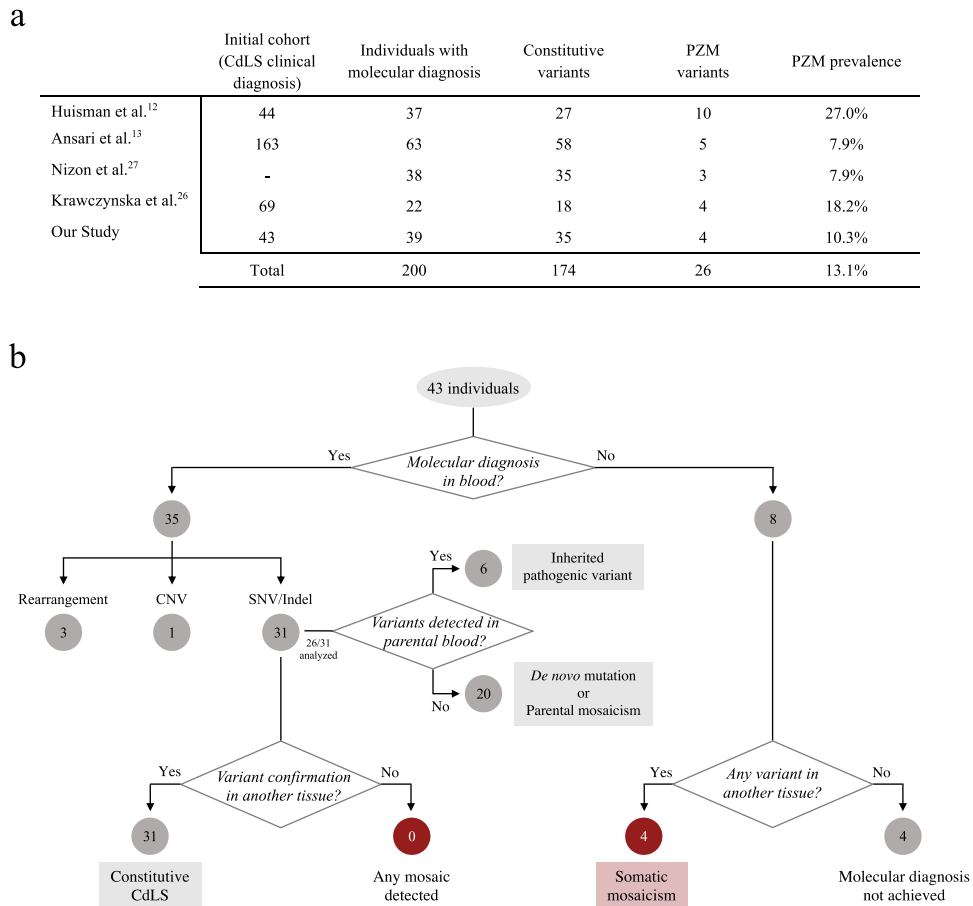 a
Initial cohort
(CdLS clinical
diagnosis)
Individuals with
molecular diagnosis
Constitutive
variants
PZM
variants
PZM prevalence
Huisman et al.12 44 37 27 10 27.0%
Ansari et al.13 163 63 58 5 7.9%
Nizon et al.27 - 38 35 3 7.9%
Krawczynska et al.26 69 22 18 4 18.2%
Our Study 43 39 35 4 10.3%
Total 200 174 26 13.1%
b
43 individuals
Yes
Molecular diagnosis
in blood?
No
35
8
Rearrangement
CNV
SNV/Indel
3
1
31
26/31
analyzed
Variants detected in
parental blood?
Yes
6
Inherited
pathogenic variant
No
20
De novo mutation
or
Parental mosaicism
Yes
Variant confirmation
in another tissue?
No
31
0
Constitutive
CdLS
Any mosaic
detected
Yes
Any variant in
another tissue?
No
4
4
Somatic
mosaicism
Molecular diagnosis
not achieved